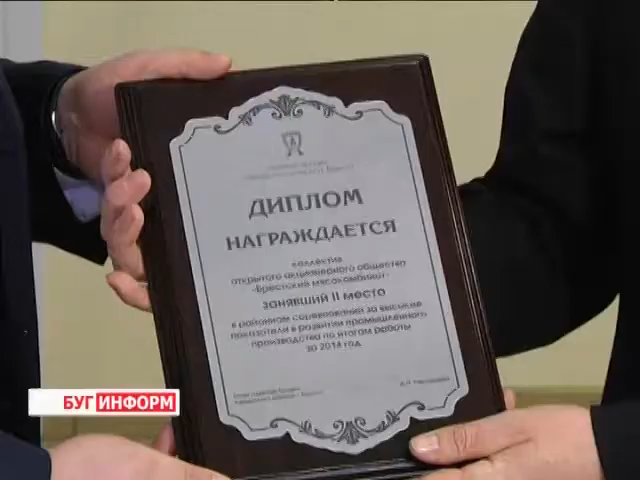 ДИПЛОМ
НАГРАЖДАЕТСЯ
коллектив
открытого акционерного общества
«Брестский мясокомбинат»
занявший II место
в районном соревновании за высокие
показатели в развитии промышленного
производства по итогам работы
за 2014 год
БУГИНФОРМ